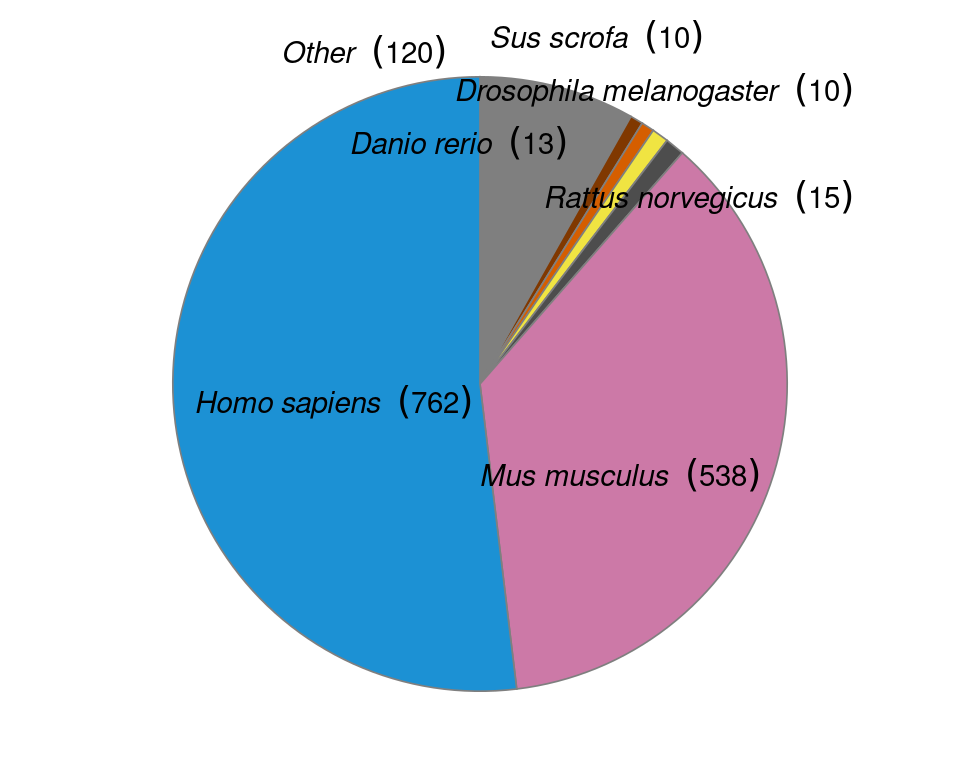 Sus scrofa (10)
Other (120)
Drosophila melanogaster (10)
Danio rerio (13)
Rattus norvegicus (15)
Homo sapiens (762)
Mus musculus (538)